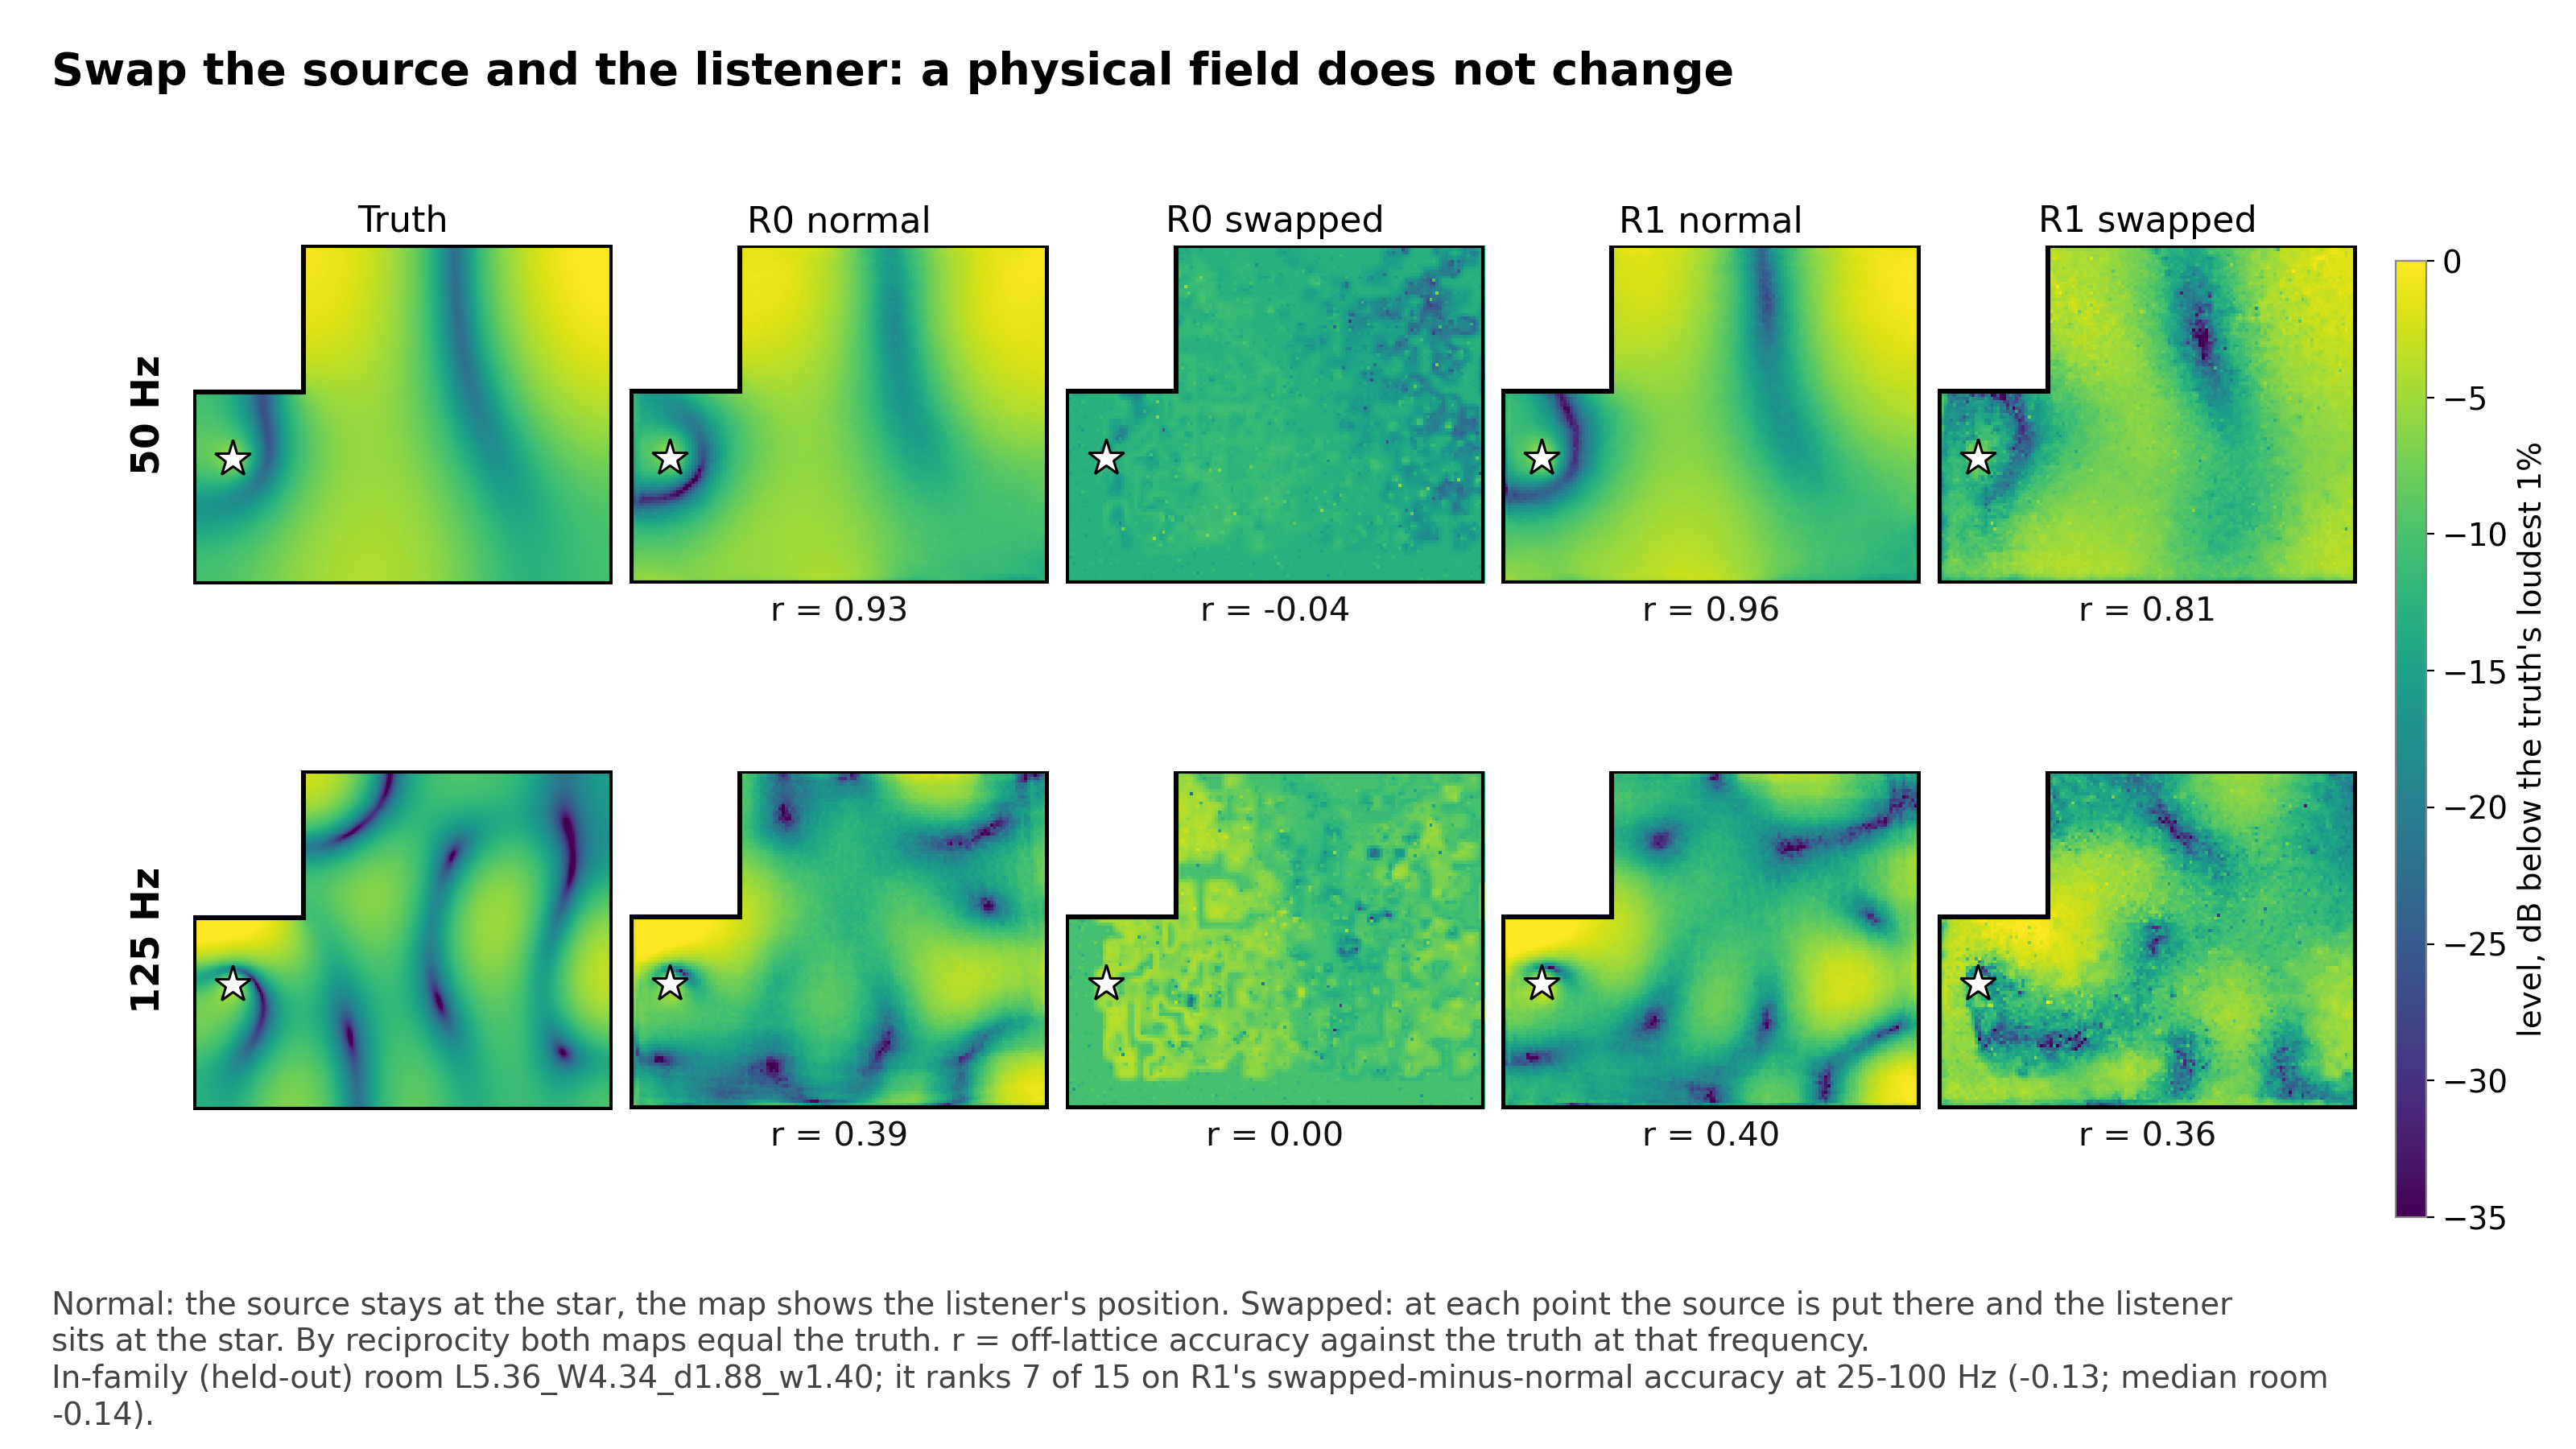 Swap the source and the listener: a physical field does not change
Truth
R0 normal
R0 swapped
R1 normal
R1 swapped
50 Hz
r = 0.93
r = -0.04
r = 0.96
r = 0.81
125 Hz
r = 0.39
r = 0.00
r = 0.40
r = 0.36
0
−5
−10
−15
−20
−25
−30
−35
level, dB below the truth's loudest 1%
Normal: the source stays at the star, the map shows the listener's position. Swapped: at each point the source is put there and the listener
sits at the star. By reciprocity both maps equal the truth. r = off-lattice accuracy against the truth at that frequency.
In-family (held-out) room L5.36_W4.34_d1.88_w1.40; it ranks 7 of 15 on R1's swapped-minus-normal accuracy at 25-100 Hz (-0.13; median room
-0.14).